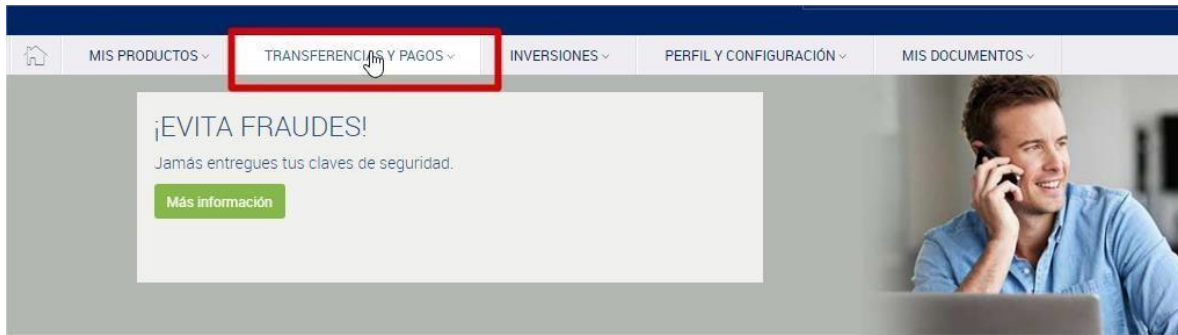 MIS PRODUCTOS TRANSFERENCIAS Y PAGOS INVERSIONES PERFIL Y CONFIGURACIÓN MIS DOCUMENTOS
¡EVITA FRAUDES!
Jamás entregues tus claves de seguridad.
Más información